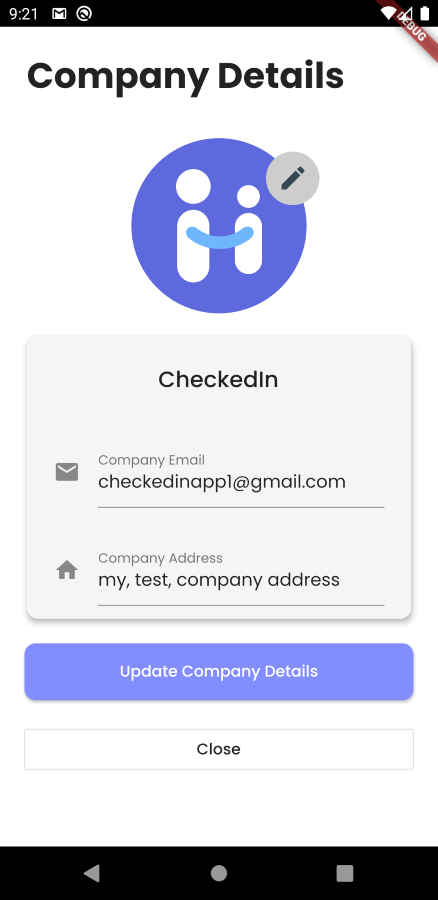 9:21
DEBUG
Company Details
CheckedIn
Company Email
checkedinapp1@gmail.com
Company Address
my, test, company address
Update Company Details
Close